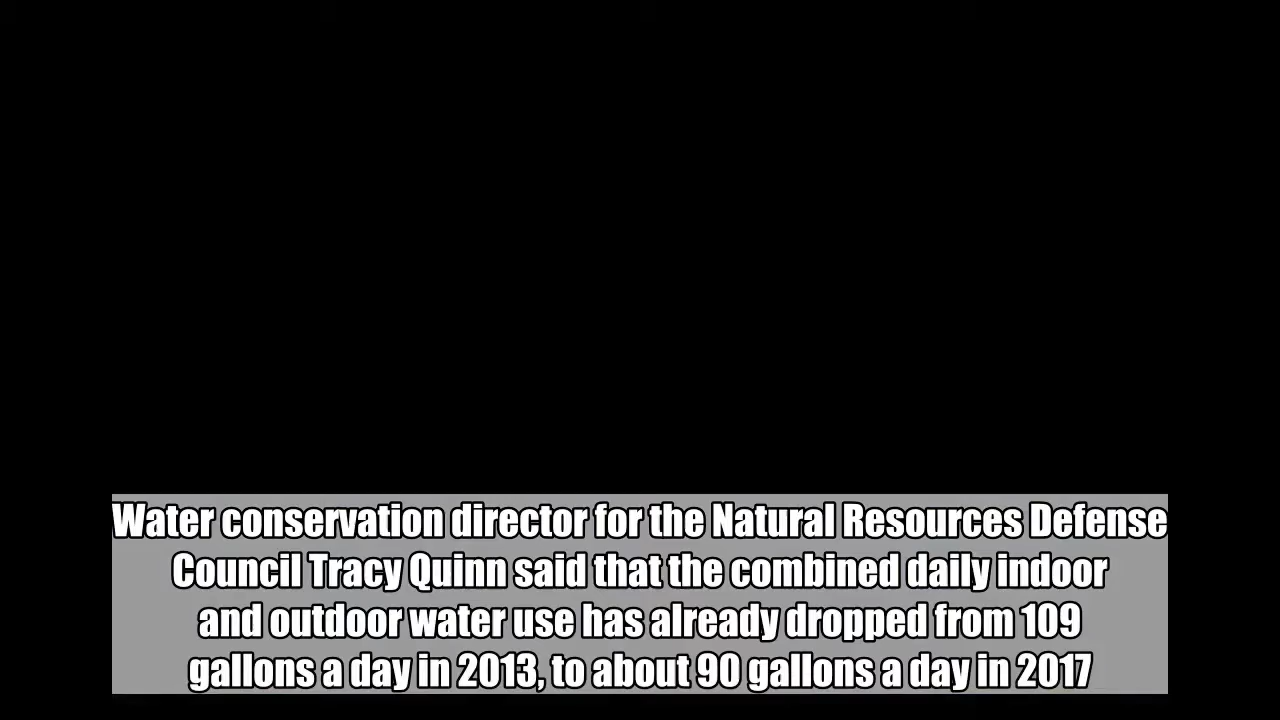 Water conservation director for the Natural Resources Defense
Council Tracy Quinn said that the combined daily indoor
and outdoor water use has already dropped from 109
gallons a day in 2013, to about 90 gallons a day in 2017